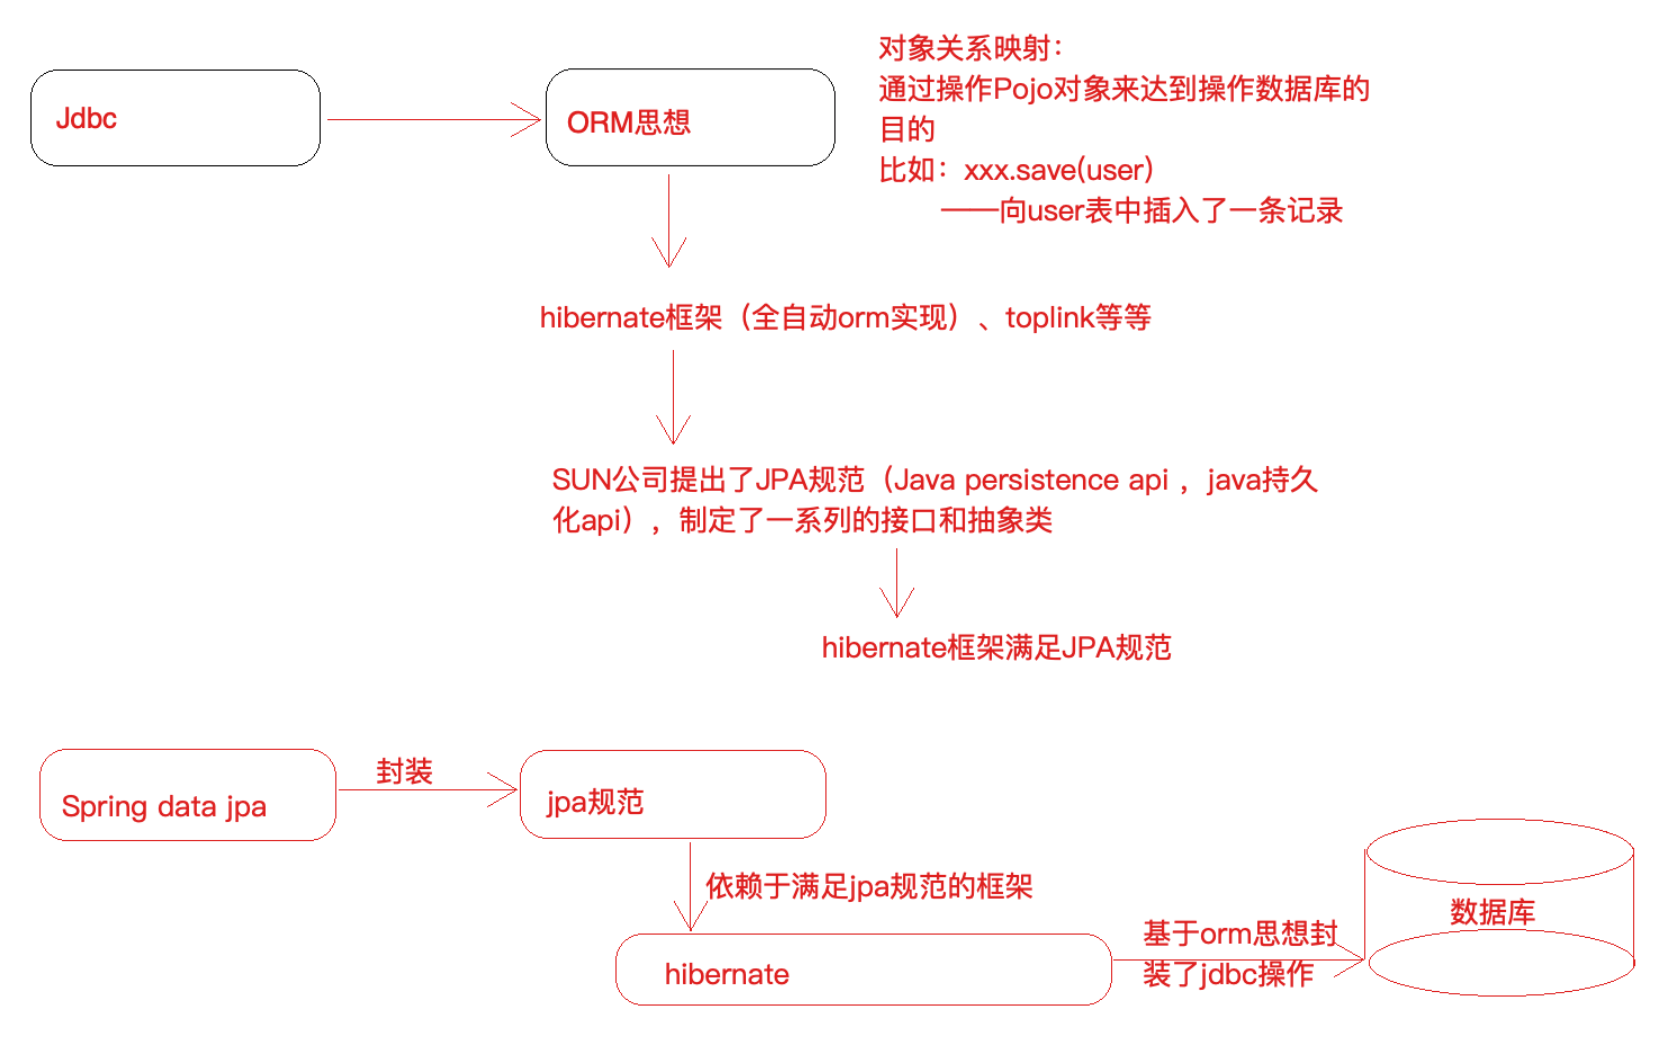 对象关系映射：
通过操作Pojo对象来达到操作数据库的
目的
比如：xxx.save(user)
——向user表中插入了一条记录
Jdbc
ORM思想
hibernate框架（全自动orm实现）、toplink等等
SUN公司提出了JPA规范（Java persistence api ，java持久
化api），制定了一系列的接口和抽象类
hibernate框架满足JPA规范
Spring data jpa
封装
jpa规范
依赖于满足jpa规范的框架
hibernate
基于orm思想封
装了jdbc操作
数据库